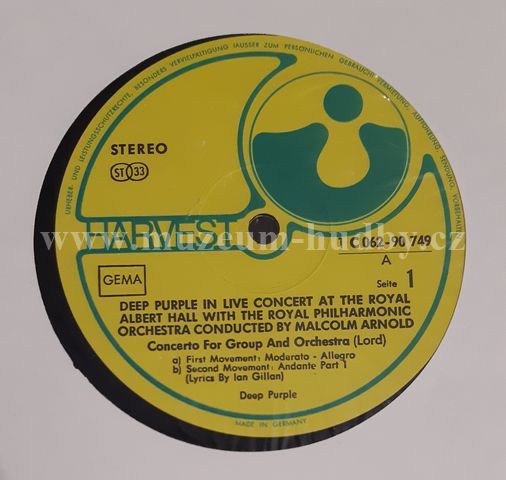 URHEBER- UND LEISTUNGSSCHUTZRECHTE, BESONDERS VERVIELFÄLTIGUNG (AUSSER ZUM PERSÖNLICHEN GEBRAUCH), VERMIETUNG, AUFFÜHRUNG, SENDUNG, VORBEHALTEN
STEREO
ST 33
HARVEST
www.muzeum-hudby.cz
1 C 062-90 749
A
GEMA
Seite 1
DEEP PURPLE IN LIVE CONCERT AT THE ROYAL
ALBERT HALL WITH THE ROYAL PHILHARMONIC
ORCHESTRA CONDUCTED BY MALCOLM ARNOLD
Concerto For Group And Orchestra (Lord)
a) First Movement: Moderato - Allegro
b) Second Movement: Andante Part 1
(Lyrics By Ian Gillan)
Deep Purple
MADE IN GERMANY